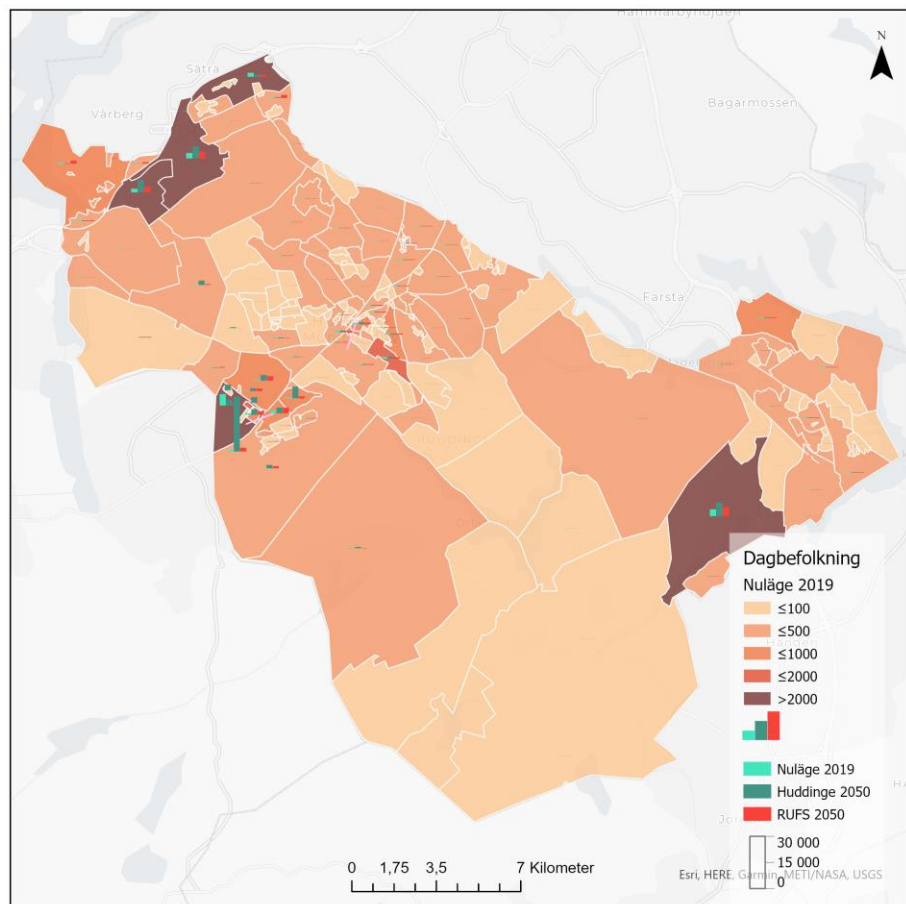 Hammarbyhöjden
N
Sätra
Bagarmossen
Vårberg
Farsta
HUDDINGE
Dagbefolkning
Nuläge 2019
≤100
≤500
≤1000
≤2000
>2000
Nuläge 2019
Huddinge 2050
RUFS 2050
30 000
15 000
0
0 1,75 3,5 7 Kilometer
Esri, HERE, Garmin, METI/NASA, USGS